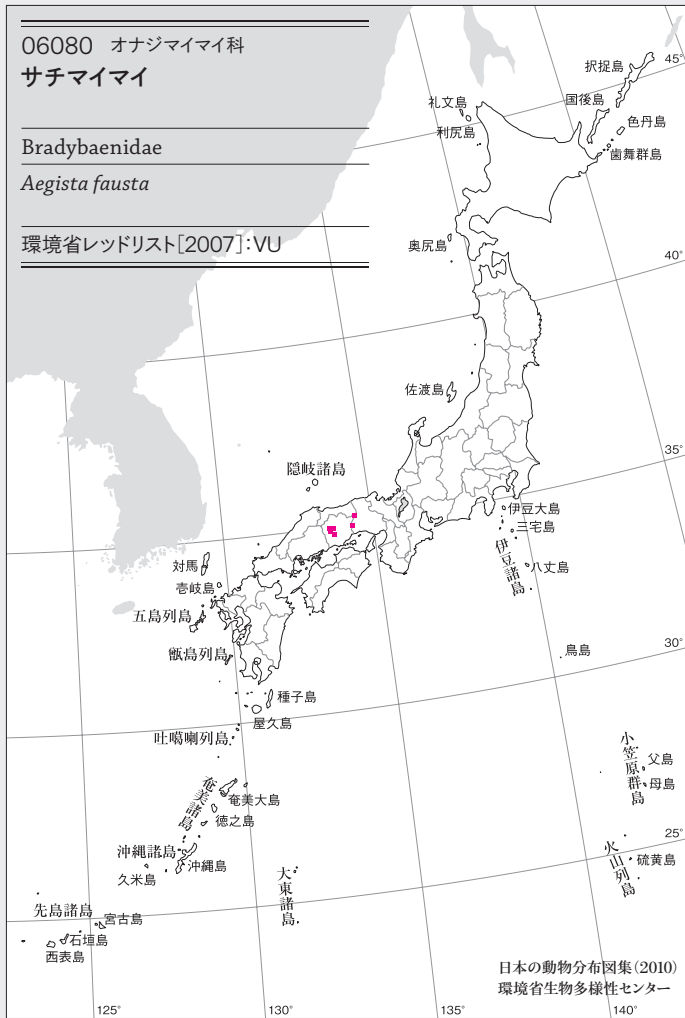 06080 オナジマイマイ科
サチマイマイ
Bradybaenidae
Aegista fausta
環境省レッドリスト[2007]:VU
45°
択捉島
国後島
礼文島
色丹島
利尻島
歯舞群島
奥尻島
40°
佐渡島
35°
隠岐諸島
伊豆大島
三宅島
伊豆諸島
八丈島
対馬
壱岐島
五島列島
甑島列島
鳥島
30°
種子島
屋久島
吐噶喇列島
小笠原群島
父島
母島
奄美諸島
奄美大島
徳之島
25°
沖縄諸島
沖縄島
久米島
火山列島
硫黄島
大東諸島
先島諸島
宮古島
石垣島
西表島
日本の動物分布図集(2010)
環境省生物多様性センター
125°
130°
135°
140°